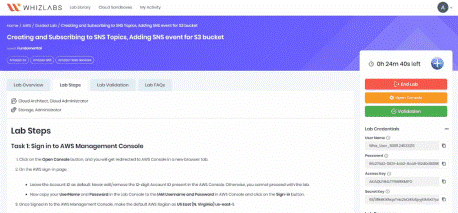 WHIZLABS
Lab Library
Cloud Sandboxes
My Activity
A
Home / AWS / Guided Lab / Creating and Subscribing to SNS Topics, Adding SNS event for S3 bucket
Creating and Subscribing to SNS Topics, Adding SNS event for S3 bucket
Level: Fundamental
Amazon S3
Amazon SNS
Amazon Web Services
0h 24m 40s left
End Lab
Open Console
Validation
Lab Overview
Lab Steps
Lab Validation
Lab FAQs
Cloud Architect, Cloud Administrator
Storage, Administrator
Lab Steps
Task 1: Sign in to AWS Management Console
1. Click on the Open Console button, and you will get redirected to AWS Console in a new browser tab.
2. On the AWS sign-in page,
Leave the Account ID as default. Never edit/remove the 12-digit Account ID present in the AWS Console. Otherwise, you cannot proceed with the lab.
Now copy your User Name and Password in the Lab Console to the IAM Username and Password in AWS Console and click on the Sign in button.
3. Once Signed In to the AWS Management Console, make the default AWS Region as US East (N. Virginia) us-east-1.
Lab Credentials
User Name
Password
Access Key
Secret Key